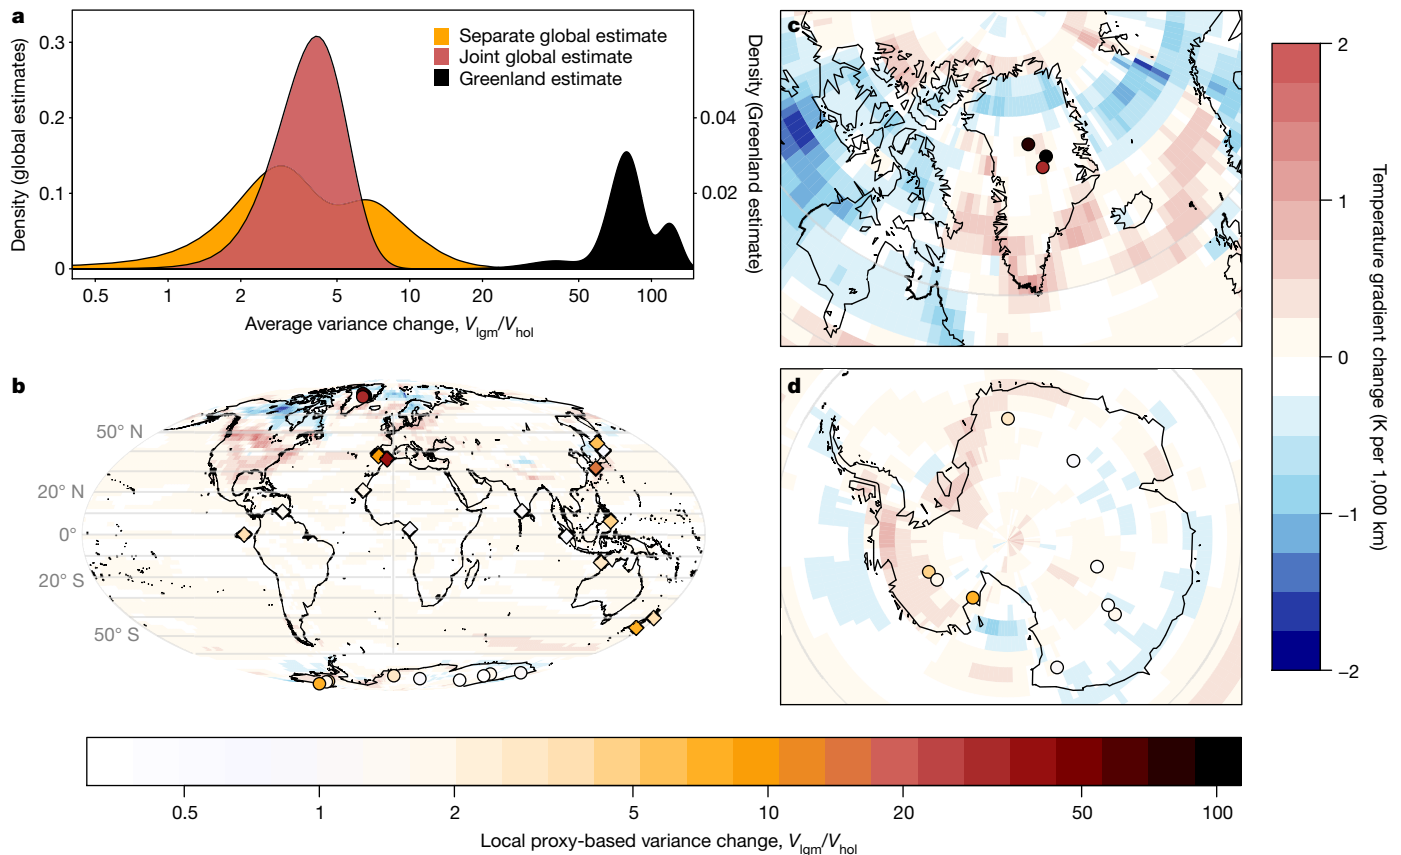 a
Density (global estimates)
0.3
0.2
0.1
0
Separate global estimate
Joint global estimate
Greenland estimate
0.04
0.02
Density (Greenland estimate)
0.5 1 2 5 10 20 50 100
Average variance change, Vlgm/Vhol
b
50° N
20° N
0°
20° S
50° S
c
d
2
1
0
−1
−2
Temperature gradient change (K per 1,000 km)
0.5 1 2 5 10 20 50 100
Local proxy-based variance change, Vlgm/Vhol